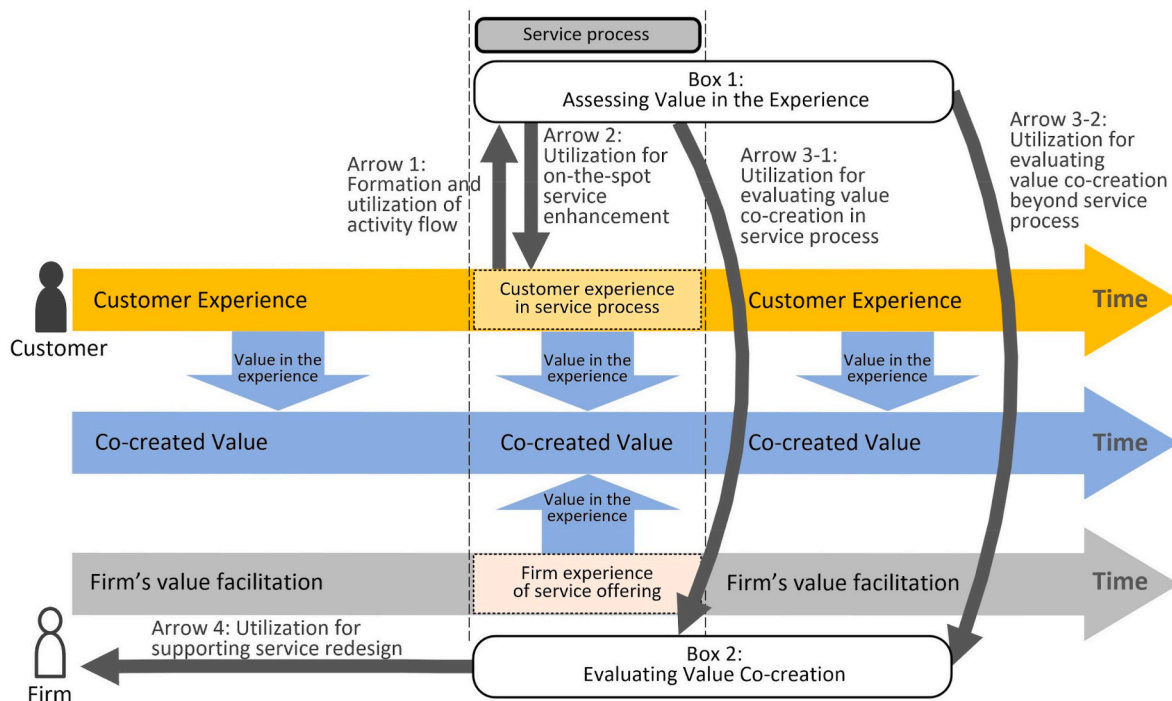 Service process
Box 1:
Assessing Value in the Experience
Arrow 1:
Formation and
utilization of
activity flow
Arrow 2:
Utilization for
on-the-spot
service
enhancement
Arrow 3-1:
Utilization for
evaluating value
co-creation in
service process
Arrow 3-2:
Utilization for
evaluating
value co-creation
beyond service
process
Customer
Customer Experience
Customer experience
in service process
Customer Experience
Time
Value in the
experience
Value in the
experience
Value in the
experience
Co-created Value
Co-created Value
Co-created Value
Time
Value in the
experience
Firm’s value facilitation
Firm experience
of service offering
Firm’s value facilitation
Time
Firm
Arrow 4: Utilization for
supporting service redesign
Box 2:
Evaluating Value Co-creation